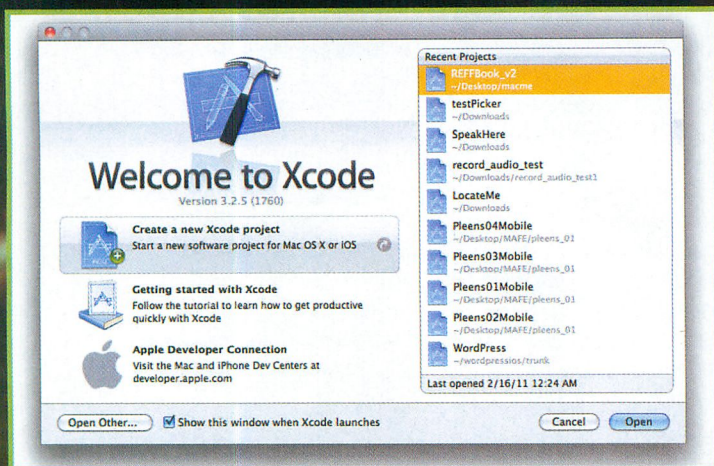 Welcome to Xcode
Version 3.2.5 (1760)
Create a new Xcode project
Start a new software project for Mac OS X or iOS
Getting started with Xcode
Follow the tutorial to learn how to get productive
quickly with Xcode
Apple Developer Connection
Visit the Mac and iPhone Dev Centers at
developer.apple.com
Recent Projects
REFFBook_v2
~/Desktop/macme
testPicker
~/Downloads
SpeakHere
~/Downloads
record_audio_test
~/Downloads/record_audio_test1
LocateMe
~/Downloads
Pleens04Mobile
~/Desktop/MAFE/pleens_01
Pleens03Mobile
~/Desktop/MAFE/pleens_01
Pleens01Mobile
~/Desktop/MAFE/pleens_01
Pleens02Mobile
~/Desktop/MAFE/pleens_01
WordPress
~/wordpressios/trunk
Last opened 2/16/11 12:24 AM
Open Other...
Show this window when Xcode launches
Cancel
Open